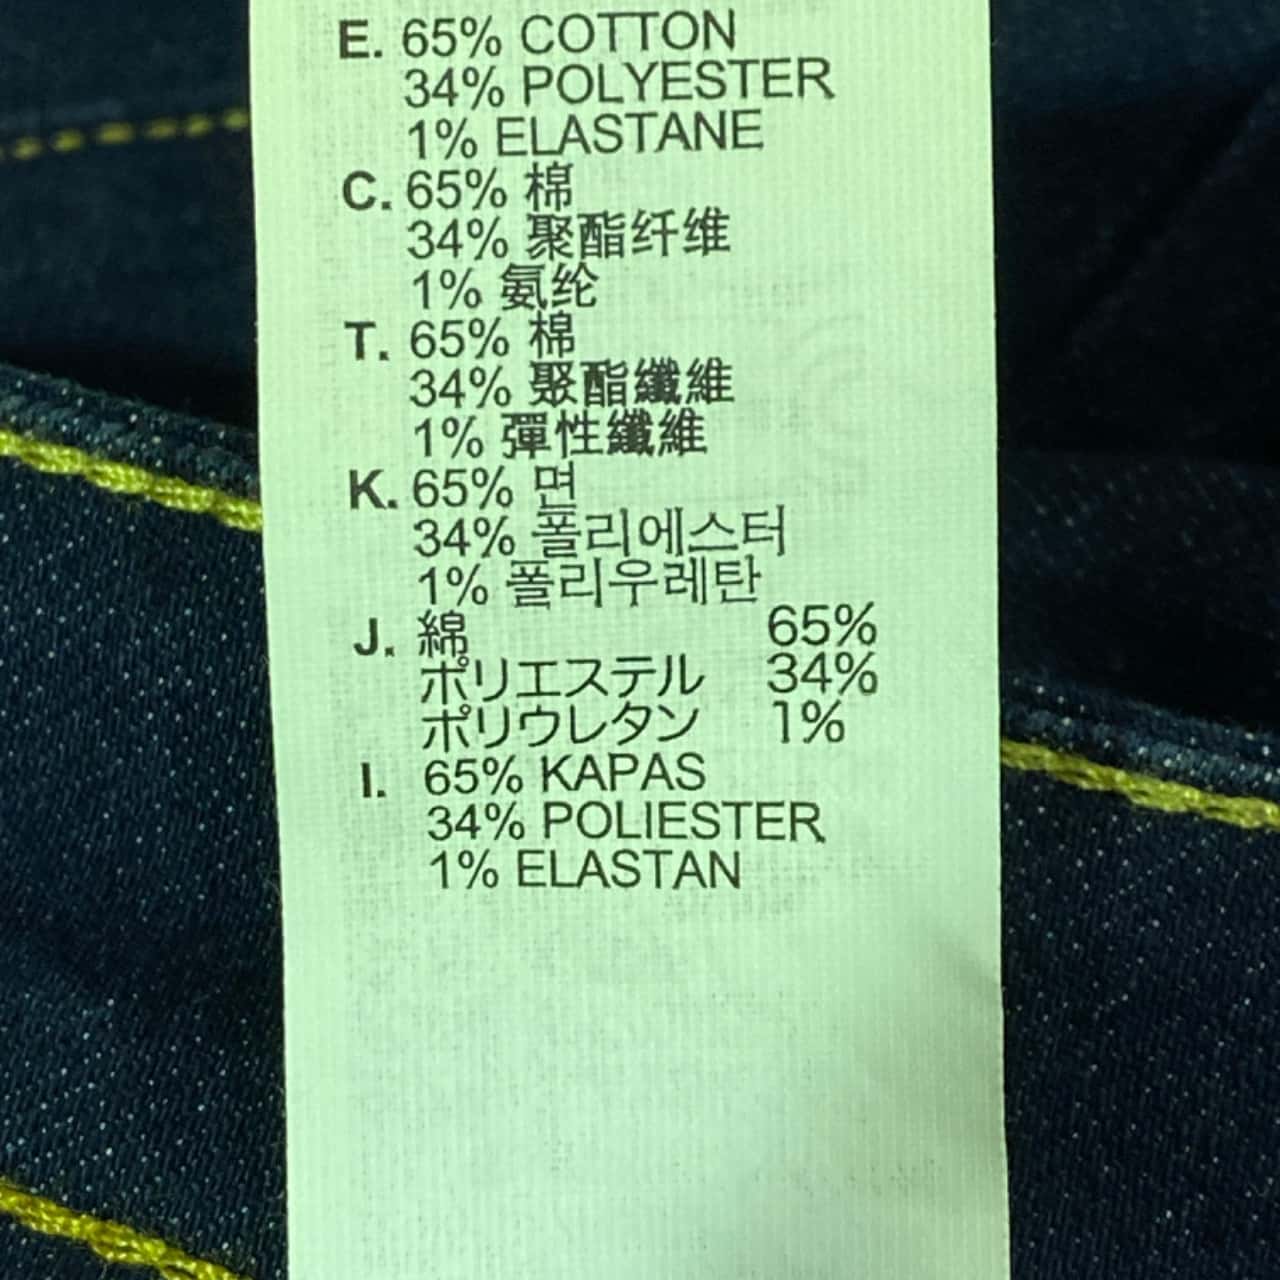 E. 65% COTTON
34% POLYESTER
1% ELASTANE
C. 65% 棉
34% 聚酯纤维
1% 氨纶
T. 65% 棉
34% 聚酯纖維
1% 彈性纖維
K. 65% 면
34% 폴리에스터
1% 폴리우레탄
J. 綿 65%
ポリエステル 34%
ポリウレタン 1%
I. 65% KAPAS
34% POLIESTER
1% ELASTAN